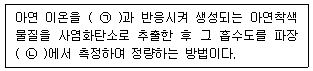 아연 이온을 ( ㉠ )과 반응시켜 생성되는 아연착색
물질을 사염화탄소로 추출한 후 그 흡수도를 파장
( ㉡ )에서 측정하여 정량하는 방법이다.